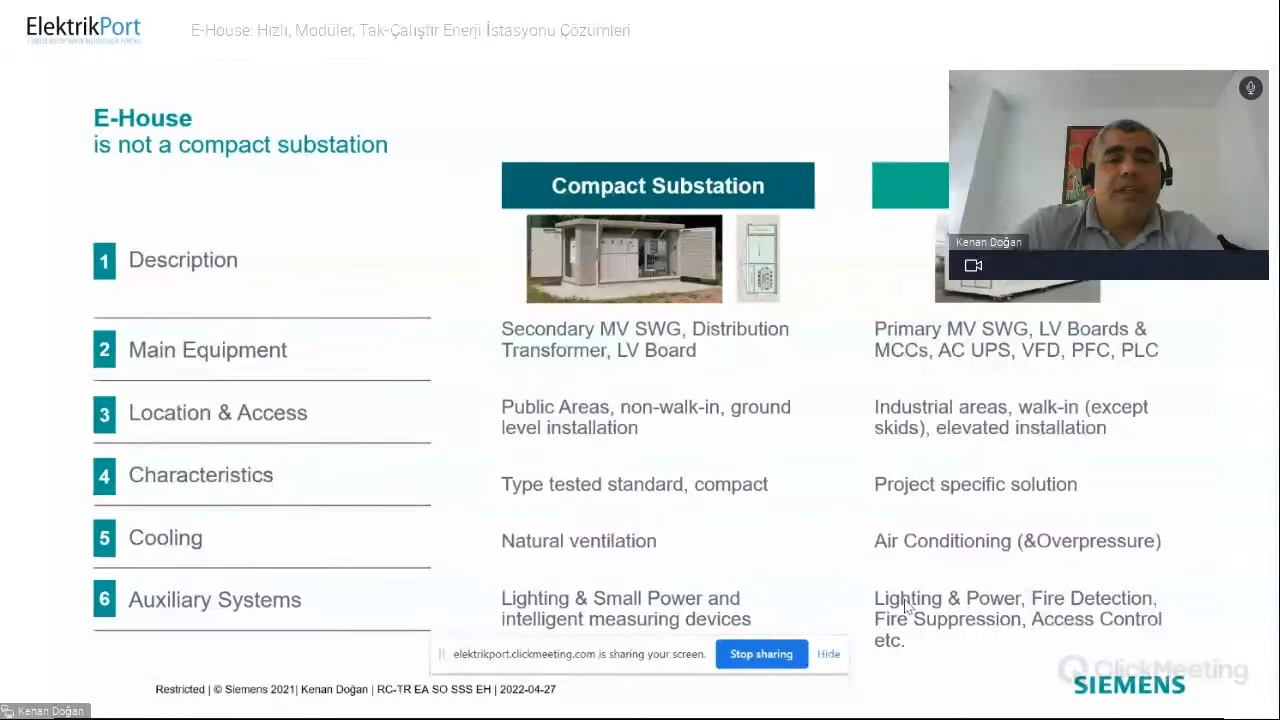 ElektrikPort
E-House: Hızlı, Modüler, Tak-Çalıştır Enerji İstasyonu Çözümleri
E-House
is not a compact substation
Compact Substation
Kenan Doğan
1 Description
2 Main Equipment
Secondary MV SWG, Distribution
Transformer, LV Board
Primary MV SWG, LV Boards &
MCCs, AC UPS, VFD, PFC, PLC
3 Location & Access
Public Areas, non-walk-in, ground
level installation
Industrial areas, walk-in (except
skids), elevated installation
4 Characteristics
Type tested standard, compact
Project specific solution
5 Cooling
Natural ventilation
Air Conditioning (&Overpressure)
6 Auxiliary Systems
Lighting & Small Power and
intelligent measuring devices
Lighting & Power, Fire Detection,
Fire Suppression, Access Control
etc.
elektrikport.clickmeeting.com is sharing your screen.
Stop sharing
Hide
ClickMeeting
SIEMENS
Restricted | © Siemens 2021| Kenan Doğan | RC-TR EA SO SSS EH | 2022-04-27
Kenan Doğan